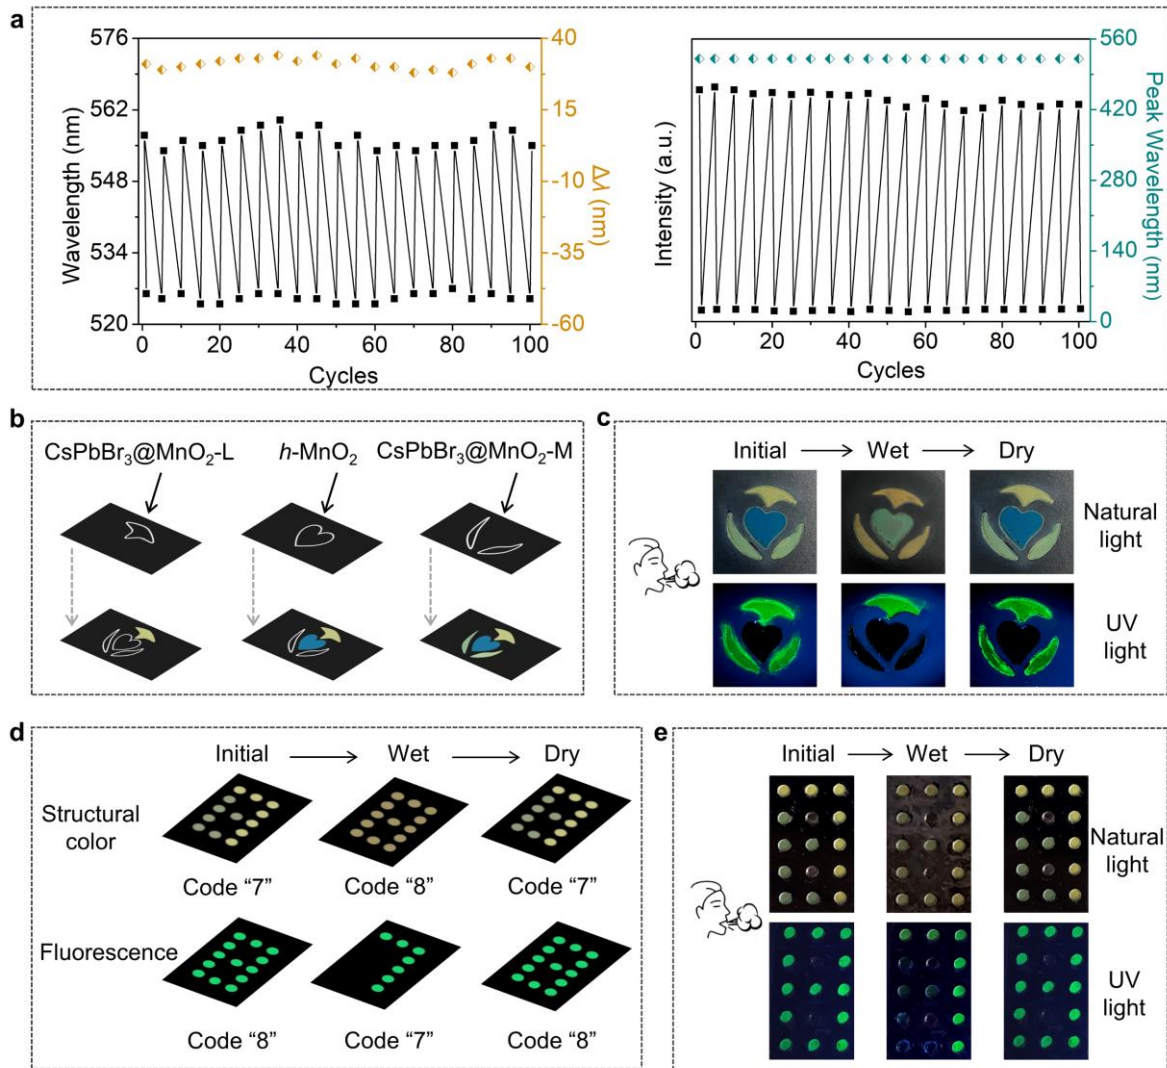 a
576
562
548
534
520
Wavelength (nm)
40
15
-10
-35
-60
Δλ (nm)
0 20 40 60 80 100
Cycles
Intensity (a.u.)
560
420
280
140
0
Peak Wavelength (nm)
0 20 40 60 80 100
Cycles
b
CsPbBr₃@MnO₂-L h-MnO₂ CsPbBr₃@MnO₂-M
c
Initial Wet Dry
Natural
light
UV
light
d
Initial Wet Dry
Structural
color
Code “7” Code “8” Code “7”
Fluorescence
Code “8” Code “7” Code “8”
e
Initial Wet Dry
Natural
light
UV
light